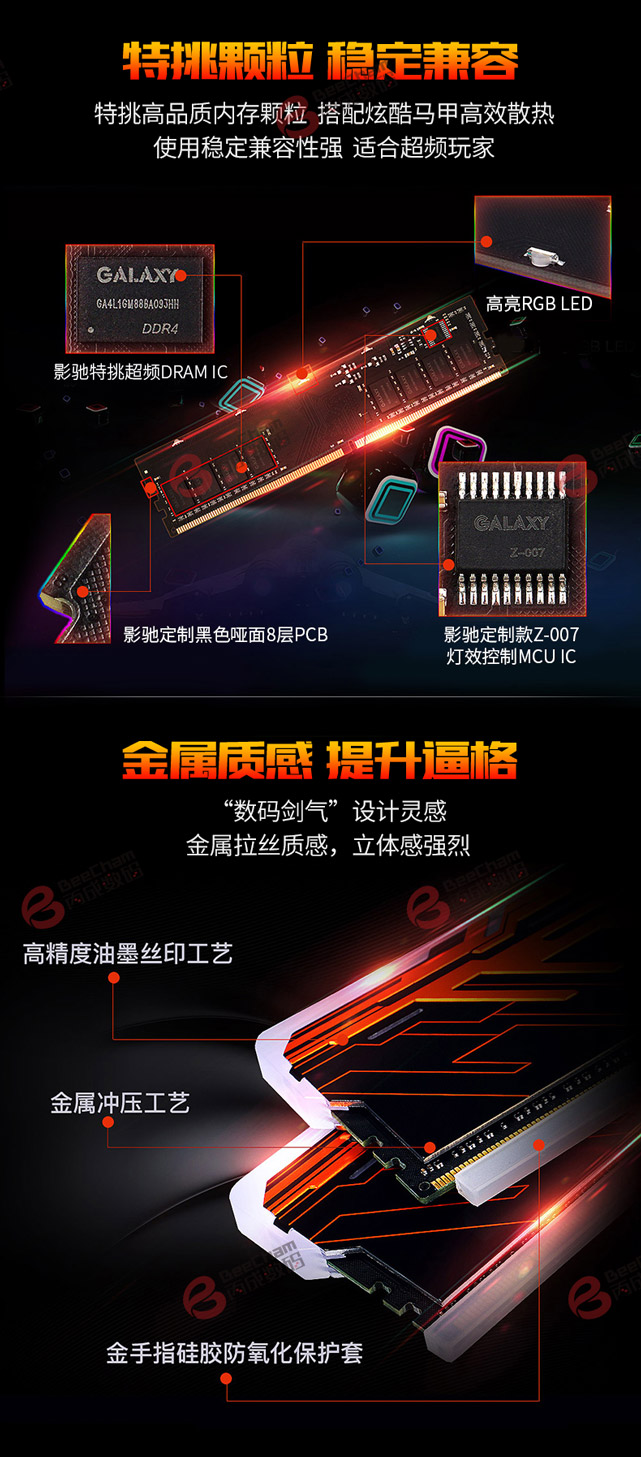 特挑颗粒 稳定兼容
特挑高品质内存颗粒 搭配炫酷马甲高效散热
使用稳定兼容性强 适合超频玩家
GALAXY
GA4L1GM88BA09JHH
DDR4
影驰特挑超频DRAM IC
高亮RGB LED
GALAXY
Z-007
影驰定制黑色哑面8层PCB
影驰定制款Z-007
灯效控制MCU IC
金属质感 提升逼格
“数码剑气”设计灵感
金属拉丝质感，立体感强烈
BeeCham
BeeCham
高精度油墨丝印工艺
金属冲压工艺
BeeCham
BeeCham
金手指硅胶防氧化保护套